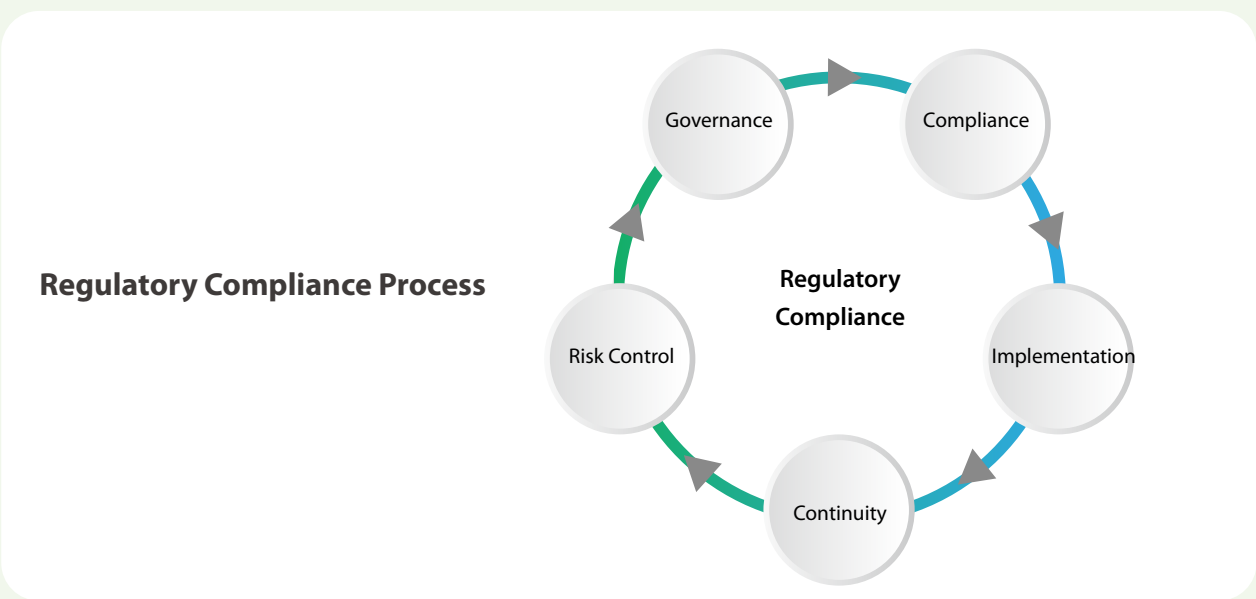 Regulatory Compliance Process
Governance
Compliance
Regulatory
Compliance
Risk Control
Implementation
Continuity